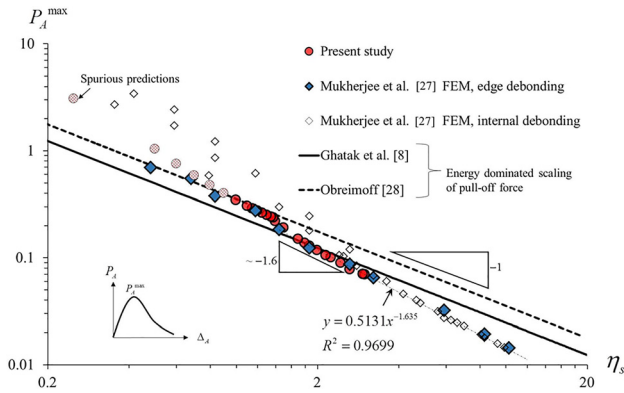 P_A^max
10
Spurious predictions
Present study
Mukherjee et al. [27] FEM, edge debonding
1
Mukherjee et al. [27] FEM, internal debonding
Ghatak et al. [8]
Energy dominated scaling
of pull-off force
Obreimoff [28]
0.1
~ −1.6
−1
P_A
P_A^max
Δ_A
y = 0.5131x^−1.635
R² = 0.9699
0.01
0.2
2
20
η_s